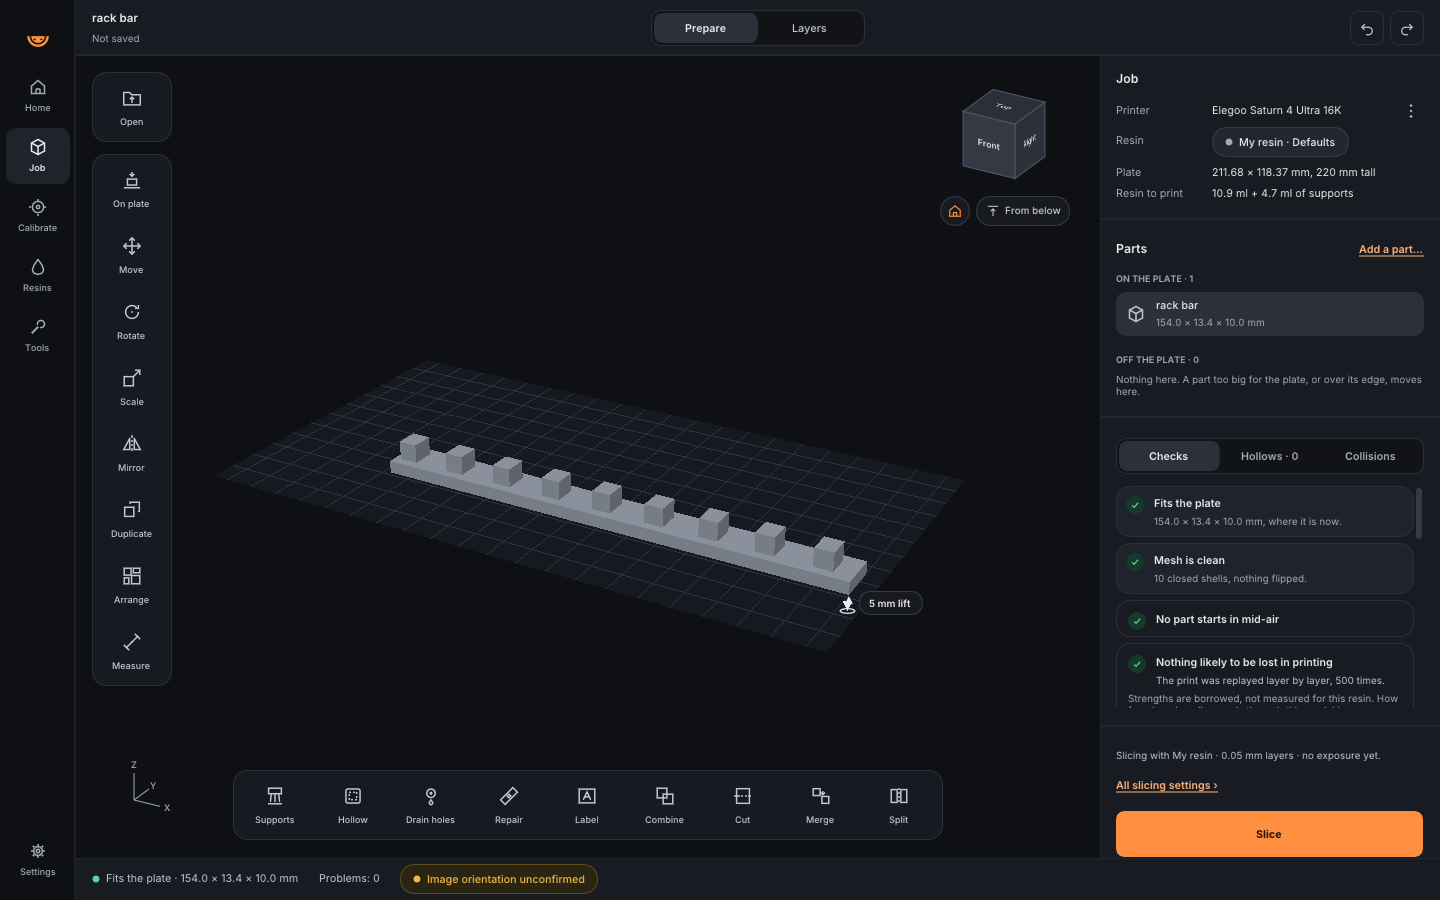 rack bar
Not saved
Prepare
Layers
Home
Job
Calibrate
Resins
Tools
Settings
Open
On plate
Move
Rotate
Scale
Mirror
Duplicate
Arrange
Measure
Top
Front
Right
From below
5 mm lift
Z
Y
X
Supports
Hollow
Drain holes
Repair
Label
Combine
Cut
Merge
Split
Job
Printer
Elegoo Saturn 4 Ultra 16K
Resin
My resin · Defaults
Plate
211.68 × 118.37 mm, 220 mm tall
Resin to print
10.9 ml + 4.7 ml of supports
Parts
Add a part...
ON THE PLATE · 1
rack bar
154.0 × 13.4 × 10.0 mm
OFF THE PLATE · 0
Nothing here. A part too big for the plate, or over its edge, moves
here.
Checks
Hollows · 0
Collisions
Fits the plate
154.0 × 13.4 × 10.0 mm, where it is now.
Mesh is clean
10 closed shells, nothing flipped.
No part starts in mid-air
Nothing likely to be lost in printing
The print was replayed layer by layer, 500 times.
Strengths are borrowed, not measured for this resin. How
Slicing with My resin · 0.05 mm layers · no exposure yet.
All slicing settings ›
Slice
Fits the plate · 154.0 × 13.4 × 10.0 mm
Problems: 0
Image orientation unconfirmed